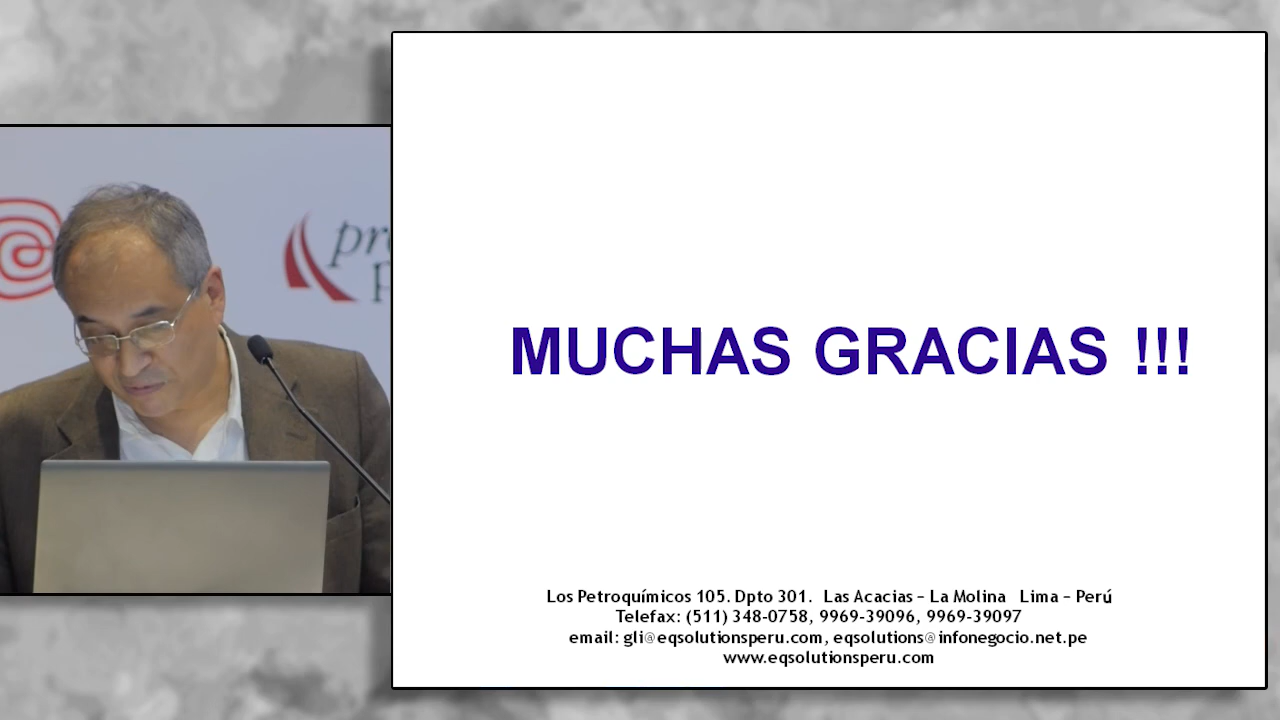 MUCHAS GRACIAS !!!
Los Petroquímicos 105. Dpto 301. Las Acacias – La Molina Lima – Perú
Telefax: (511) 348-0758, 9969-39096, 9969-39097
email: gli@eqsolutionsperu.com, eqsolutions@infonegocio.net.pe
www.eqsolutionsperu.com